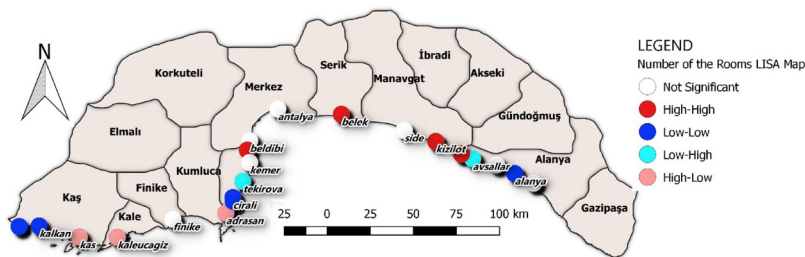 N
Korkuteli
Merkez
Serik
İbradi
Manavgat
Akseki
Gündoğmuş
Elmalı
antalya
belek
side
kizilot
beldibi
avsallar
Alanya
Kumluca
kemer
alanya
Kaş
Finike
tekirova
Gazipaşa
Kale
cirali
kalkan
kas
kaleucagiz
finike
adrasan
25 0 25 50 75 100 km
LEGEND
Number of the Rooms LISA Map
Not Significant
High-High
Low-Low
Low-High
High-Low